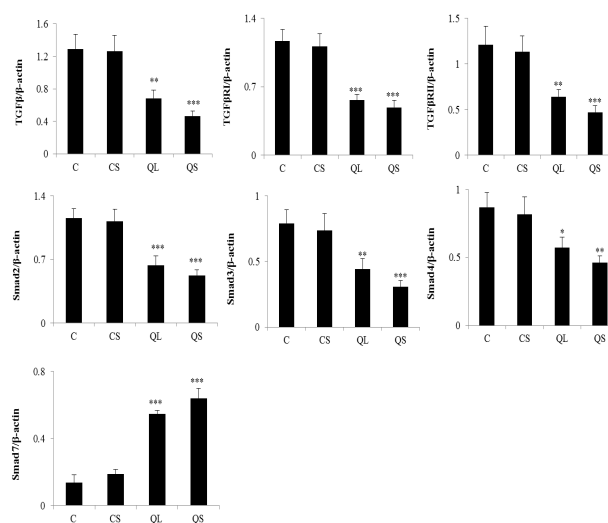 TGFβ/β-actin
1.6
1.2
0.8
0.4
0
**
***
C CS QL QS
TGFβRI/β-actin
1.4
0.7
0
***
***
C CS QL QS
TGFβRII/β-actin
1.5
1
0.5
0
**
***
C CS QL QS
Smad2/β-actin
1.4
0.7
0
***
***
C CS QL QS
Smad3/β-actin
1
0.5
0
**
***
C CS QL QS
Smad4/β-actin
1
0.5
0
*
**
C CS QL QS
Smad7/β-actin
0.8
0.4
0
***
***
C CS QL QS